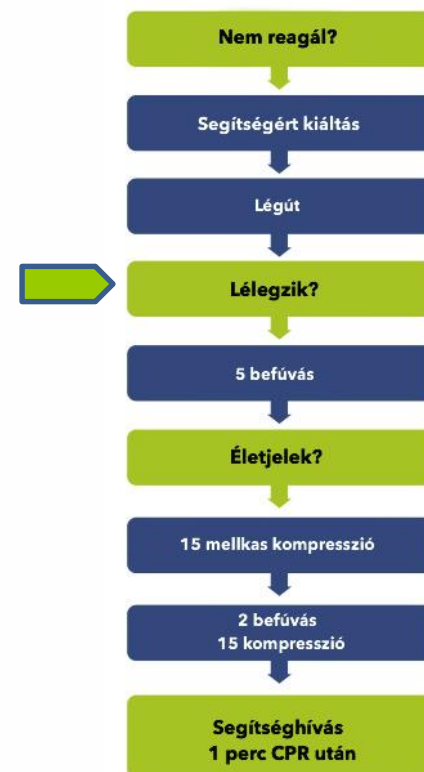 Nem reagál?
Segítségért kiáltás
Légút
Lélegzik?
5 befúvás
Életjelek?
15 mellkas kompresszió
2 befúvás
15 kompresszió
Segítséghívás
1 perc CPR után